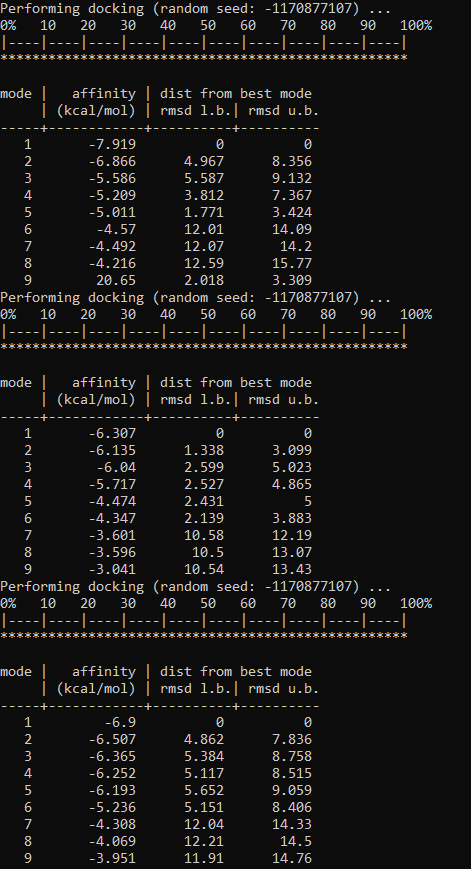 Performing docking (random seed: -1170877107) ...
0%   10   20   30   40   50   60   70   80   90   100%
|----|----|----|----|----|----|----|----|----|----|
***************************************************

mode |   affinity | dist from best mode
     | (kcal/mol) | rmsd l.b.| rmsd u.b.
-----+------------+----------+----------
   1       -7.919          0          0
   2       -6.866      4.967      8.356
   3       -5.586      5.587      9.132
   4       -5.209      3.812      7.367
   5       -5.011      1.771      3.424
   6        -4.57      12.01      14.09
   7       -4.492      12.07       14.2
   8       -4.216      12.59      15.77
   9        20.65      2.018      3.309
Performing docking (random seed: -1170877107) ...
0%   10   20   30   40   50   60   70   80   90   100%
|----|----|----|----|----|----|----|----|----|----|
***************************************************

mode |   affinity | dist from best mode
     | (kcal/mol) | rmsd l.b.| rmsd u.b.
-----+------------+----------+----------
   1       -6.307          0          0
   2       -6.135      1.338      3.099
   3        -6.04      2.599      5.023
   4       -5.717      2.527      4.865
   5       -4.474      2.431          5
   6       -4.347      2.139      3.883
   7       -3.601      10.58      12.19
   8       -3.596       10.5      13.07
   9       -3.041      10.54      13.43
Performing docking (random seed: -1170877107) ...
0%   10   20   30   40   50   60   70   80   90   100%
|----|----|----|----|----|----|----|----|----|----|
***************************************************

mode |   affinity | dist from best mode
     | (kcal/mol) | rmsd l.b.| rmsd u.b.
-----+------------+----------+----------
   1         -6.9          0          0
   2       -6.507      4.862      7.836
   3       -6.365      5.384      8.758
   4       -6.252      5.117      8.515
   5       -6.193      5.652      9.059
   6       -5.236      5.151      8.406
   7       -4.308      12.04      14.33
   8       -4.069      12.21       14.5
   9       -3.951      11.91      14.76